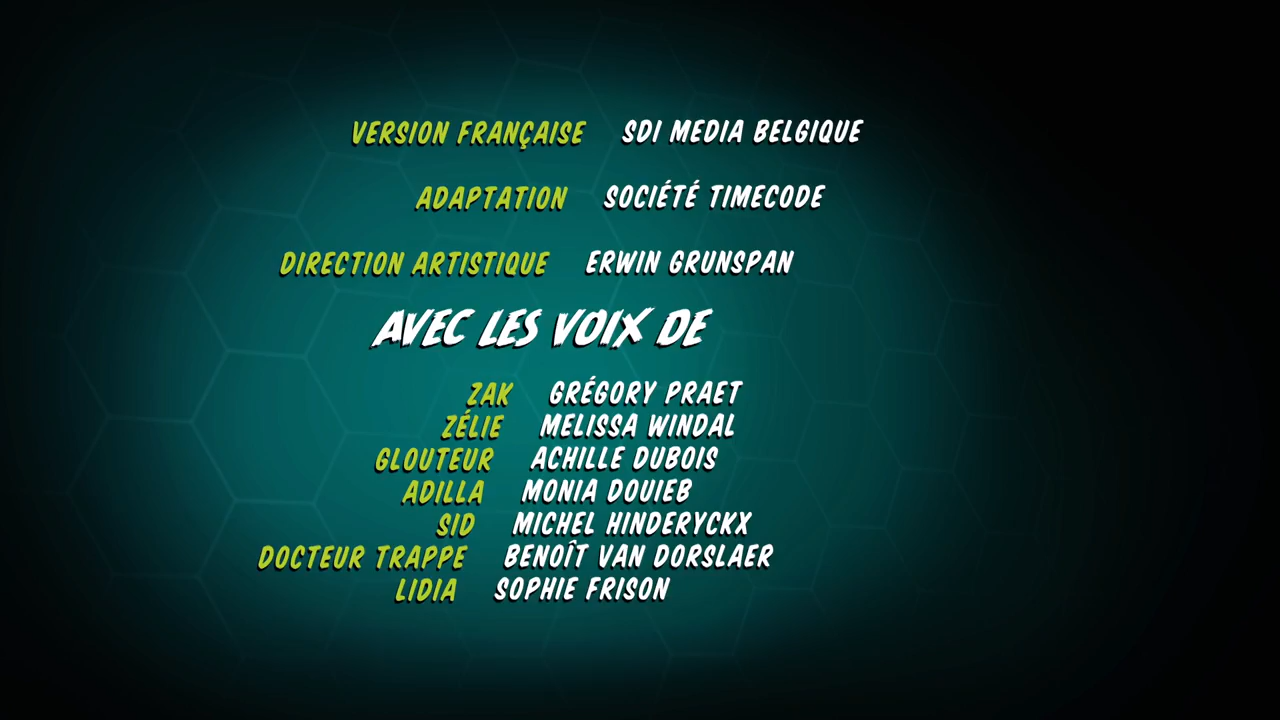 VERSION FRANÇAISE SDI MEDIA BELGIQUE
ADAPTATION SOCIÉTÉ TIMECODE
DIRECTION ARTISTIQUE ERWIN GRUNSPAN
AVEC LES VOIX DE
ZAK GRÉGORY PRAET
ZÉLIE MELISSA WINDAL
GLOUTEUR ACHILLE DUBOIS
ADILLA MONIA DOUIEB
SID MICHEL HINDERYCKX
DOCTEUR TRAPPE BENOÎT VAN DORSLAER
LIDIA SOPHIE FRISON